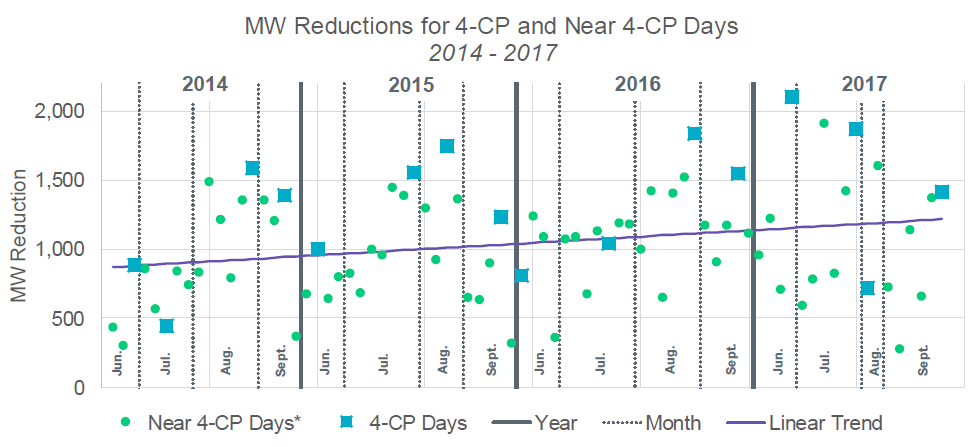 MW Reductions for 4-CP and Near 4-CP Days
2014 - 2017
2014 2015 2016 2017
2,000
1,500
1,000
500
0
MW Reduction
Jun. Jul. Aug. Sept. Jun. Jul. Aug. Sept. Jun. Jul. Aug. Sept. Jun. Jul. Aug. Sept.
Near 4-CP Days* 4-CP Days Year Month Linear Trend